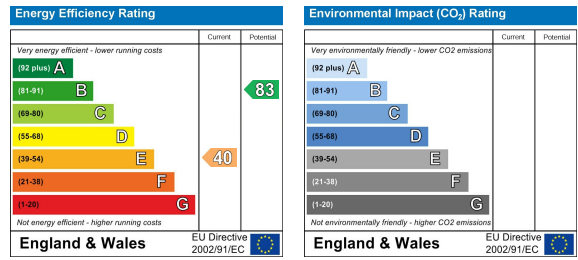 Energy Efficiency Rating
Current Potential
Very energy efficient - lower running costs
(92 plus) A
(81-91) B
83
(69-80) C
(55-68) D
(39-54) E
40
(21-38) F
(1-20) G
Not energy efficient - higher running costs
England & Wales
EU Directive
2002/91/EC
Environmental Impact (CO2) Rating
Current Potential
Very environmentally friendly - lower CO2 emissions
(92 plus) A
(81-91) B
(69-80) C
(55-68) D
(39-54) E
(21-38) F
(1-20) G
Not environmentally friendly - higher CO2 emissions
England & Wales
EU Directive
2002/91/EC